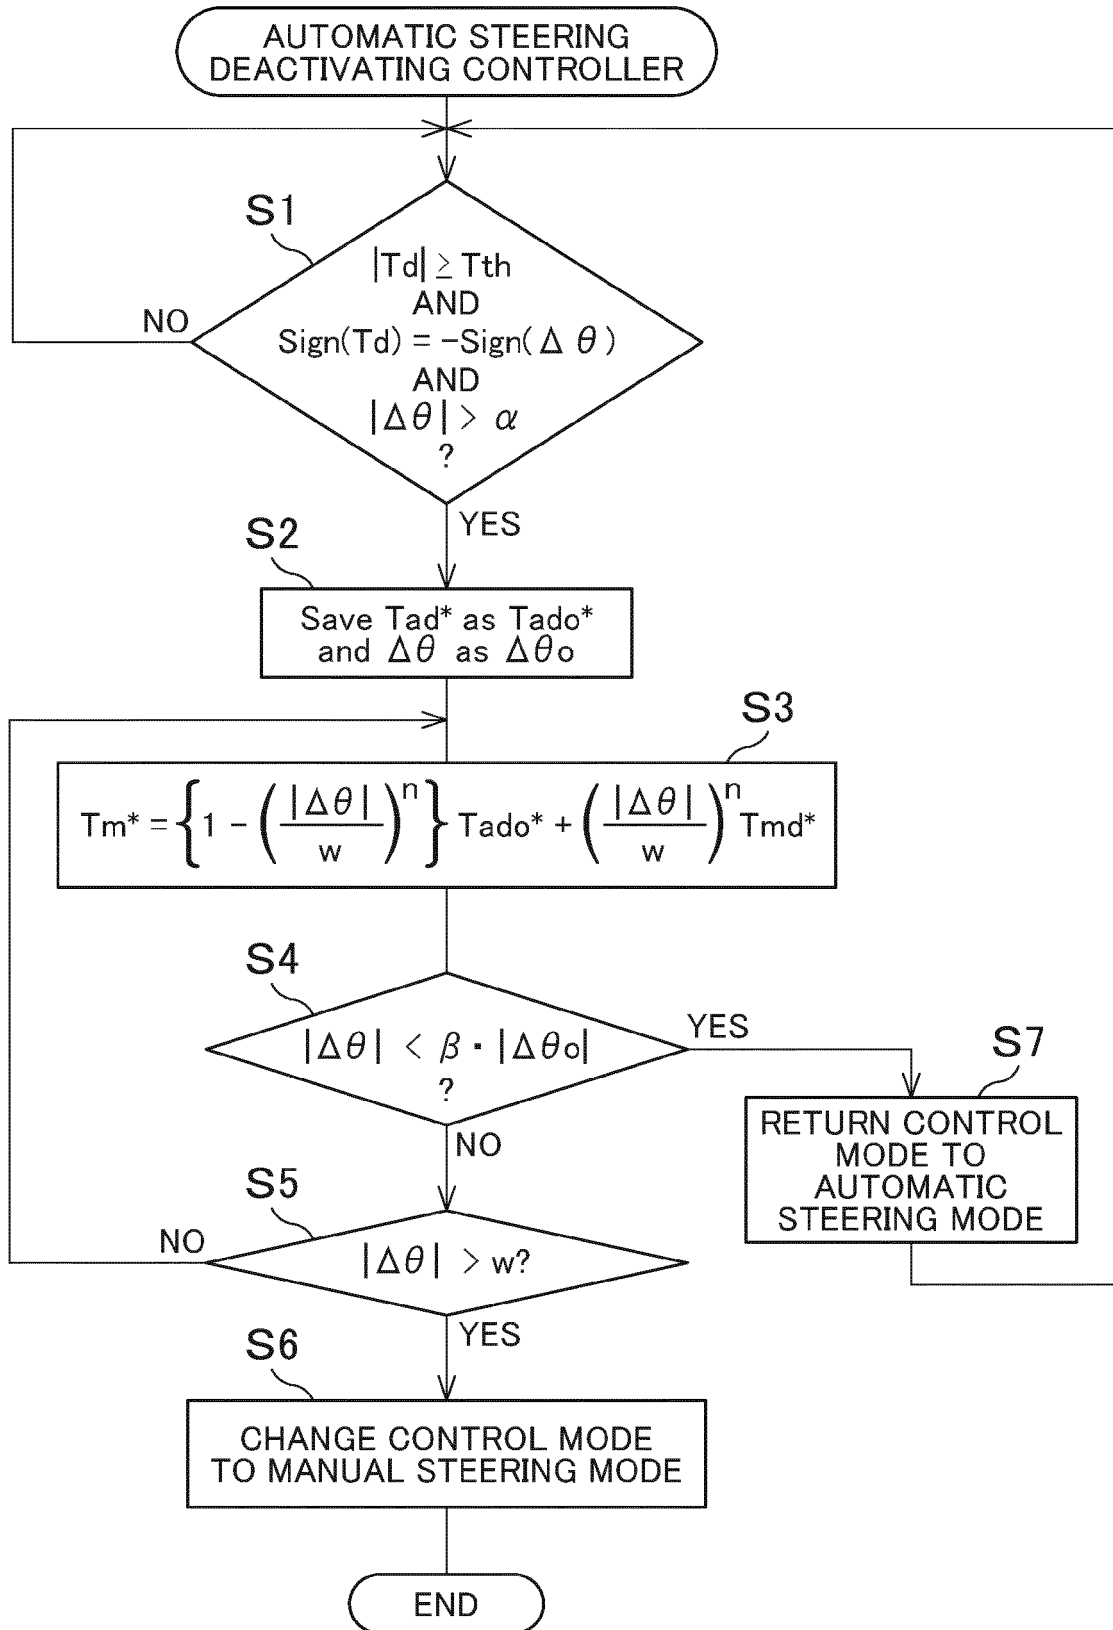 AUTOMATIC STEERING
DEACTIVATING CONTROLLER
S1
|Td| ≥ Tth
AND
Sign(Td) = -Sign(Δ θ)
AND
|Δθ| > α
?
NO
YES
S2
Save Tad* as Tado*
and Δθ as Δθo
S3
Tm* = {1 - (|Δθ| / w)^n} Tado* + (|Δθ| / w)^n Tmd*
S4
|Δθ| < β · |Δθo|
?
YES
NO
S7
RETURN CONTROL
MODE TO
AUTOMATIC
STEERING MODE
S5
|Δθ| > w?
NO
YES
S6
CHANGE CONTROL MODE
TO MANUAL STEERING MODE
END